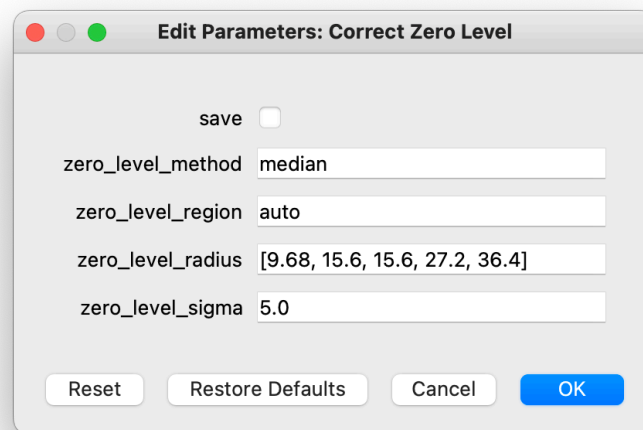 Edit Parameters: Correct Zero Level
save
zero_level_method median
zero_level_region auto
zero_level_radius [9.68, 15.6, 15.6, 27.2, 36.4]
zero_level_sigma 5.0
Reset Restore Defaults Cancel OK